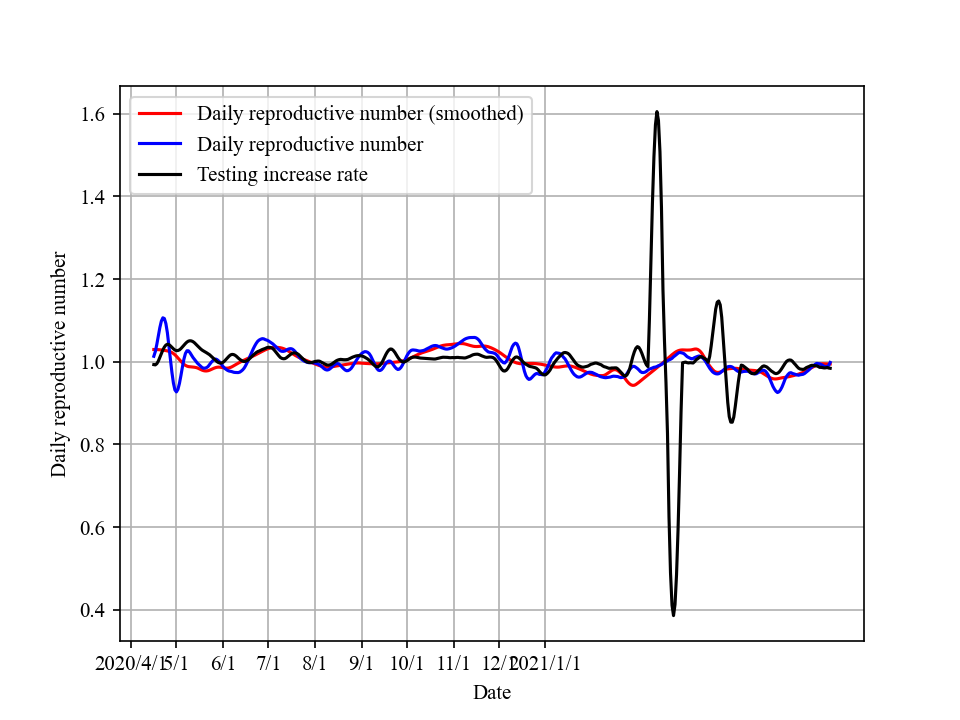 Daily reproductive number (smoothed)
Daily reproductive number
Testing increase rate
Daily reproductive number
1.6
1.4
1.2
1.0
0.8
0.6
0.4
2020/4/1 5/1 6/1 7/1 8/1 9/1 10/1 11/1 12/1 2021/1/1
Date